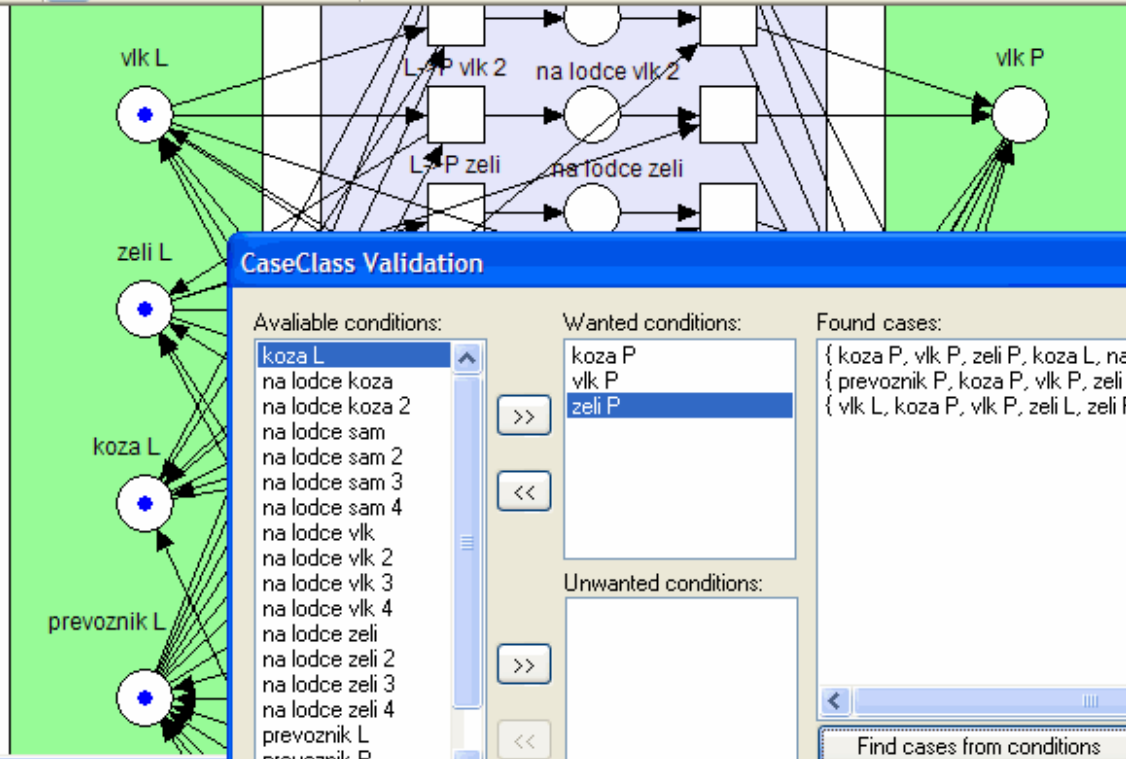 vlk L
L->P vlk 2
na lodce vlk 2
vlk P
L->P zeli
na lodce zeli
zeli L
koza L
prevoznik L
CaseClass Validation
Avaliable conditions:
koza L
na lodce koza
na lodce koza 2
na lodce sam
na lodce sam 2
na lodce sam 3
na lodce sam 4
na lodce vlk
na lodce vlk 2
na lodce vlk 3
na lodce vlk 4
na lodce zeli
na lodce zeli 2
na lodce zeli 3
na lodce zeli 4
prevoznik L
prevoznik P
>>
<<
Wanted conditions:
koza P
vlk P
zeli P
Unwanted conditions:
>>
<<
Found cases:
{ koza P, vlk P, zeli P, koza L, na
{ prevoznik P, koza P, vlk P, zeli
{ vlk L, koza P, vlk P, zeli L, zeli P
Find cases from conditions